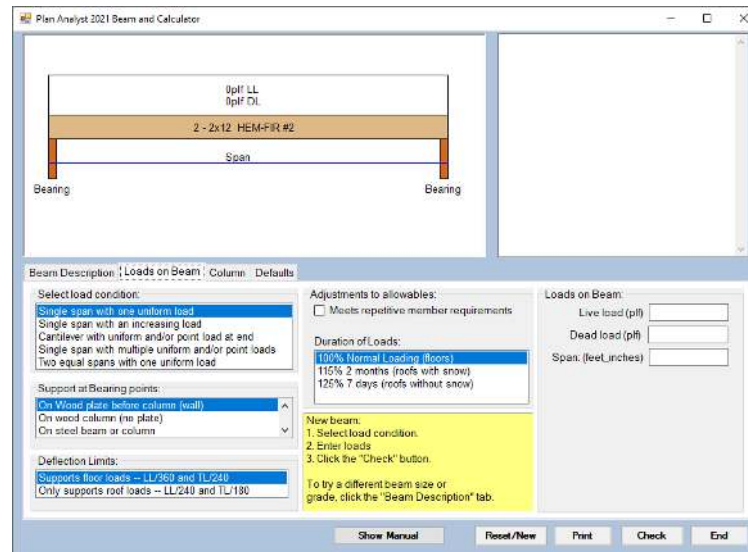 Plan Analyst 2021 Beam and Calculator
0plf LL
0plf DL
2 - 2x12 HEM-FIR #2
Span
Bearing
Bearing
Beam Description
Loads on Beam
Column
Defaults
Select load condition:
Single span with one uniform load
Single span with an increasing load
Cantilever with uniform and/or point load at end
Single span with multiple uniform and/or point loads
Two equal spans with one uniform load
Support at Bearing points:
On Wood plate before column (wall)
On wood column (no plate)
On steel beam or column
Deflection Limits:
Supports floor loads -- LL/360 and TL/240
Only supports roof loads -- LL/240 and TL/180
Adjustments to allowables:
Meets repetitive member requirements
Duration of Loads:
100% Normal Loading (floors)
115% 2 months (roofs with snow)
125% 7 days (roofs without snow)
New beam:
1. Select load condition.
2. Enter loads
3. Click the "Check" button.
To try a different beam size or
grade, click the "Beam Description" tab.
Loads on Beam:
Live load (plf)
Dead load (plf)
Span: (feet_inches)
Show Manual
Reset/New
Print
Check
End